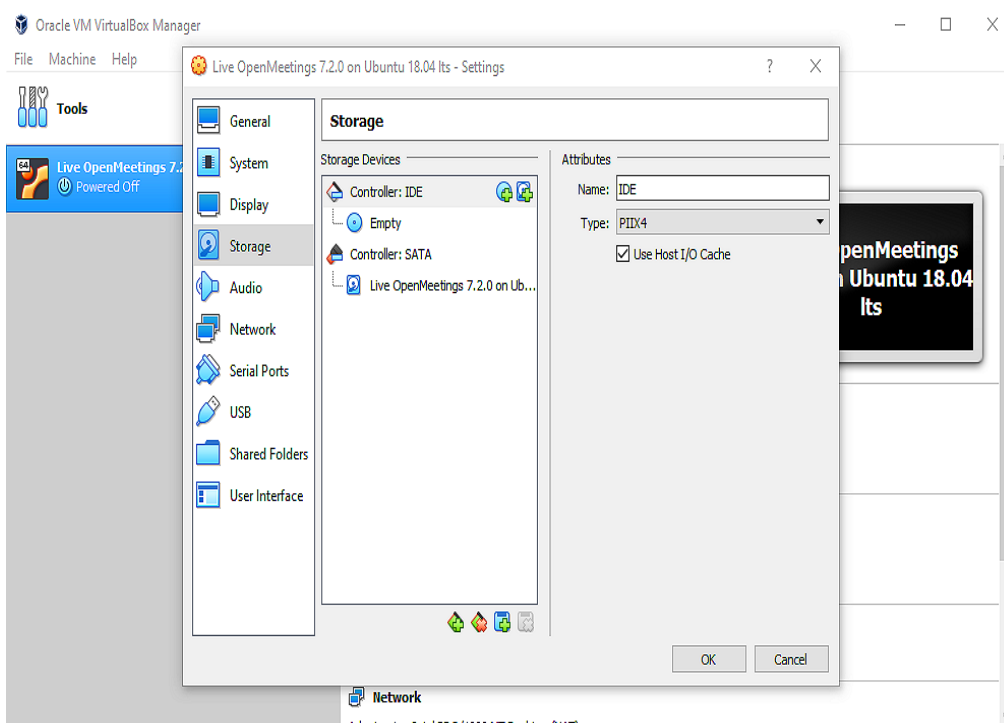 Oracle VM VirtualBox Manager
File Machine Help
Tools
64
Live OpenMeetings 7.2
Powered Off
Live OpenMeetings 7.2.0 on Ubuntu 18.04 lts - Settings
?
General
System
Display
Storage
Audio
Network
Serial Ports
USB
Shared Folders
User Interface
Storage
Storage Devices
Controller: IDE
Empty
Controller: SATA
Live OpenMeetings 7.2.0 on Ub...
Attributes
Name: IDE
Type: PIIX4
Use Host I/O Cache
OK Cancel
penMeetings
Ubuntu 18.04
lts
Network